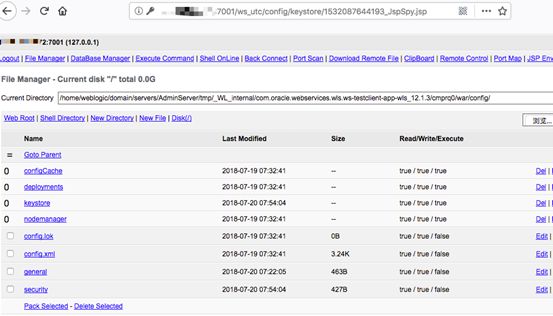 :7001/ws_utc/config/keystore/1532087644193_JspSpy.jsp
2:7001 (127.0.0.1)
Logout | File Manager | DataBase Manager | Execute Command | Shell OnLine | Back Connect | Port Scan | Download Remote File | ClipBoard | Remote Control | Port Map | JSP Env
File Manager - Current disk "/" total 0.0G
Current Directory /home/weblogic/domain/servers/AdminServer/tmp/_WL_internal/com.oracle.webservices.wls.ws-testclient-app-wls_12.1.3/cmprq0/war/config/
Web Root | Shell Directory | New Directory | New File | Disk(/) 浏览...
Name Last Modified Size Read/Write/Execute
= Goto Parent
0 configCache 2018-07-19 07:32:41 -- true / true / true Del |
0 deployments 2018-07-19 07:32:41 -- true / true / true Del |
0 keystore 2018-07-20 07:54:04 -- true / true / true Del |
0 nodemanager 2018-07-19 07:32:41 -- true / true / true Del |
config.lok 2018-07-19 07:32:41 0B true / true / false Edit |
config.xml 2018-07-19 07:32:41 3.24K true / true / false Edit |
general 2018-07-20 07:22:05 463B true / true / false Edit |
security 2018-07-20 07:54:04 427B true / true / false Edit |
Pack Selected - Delete Selected